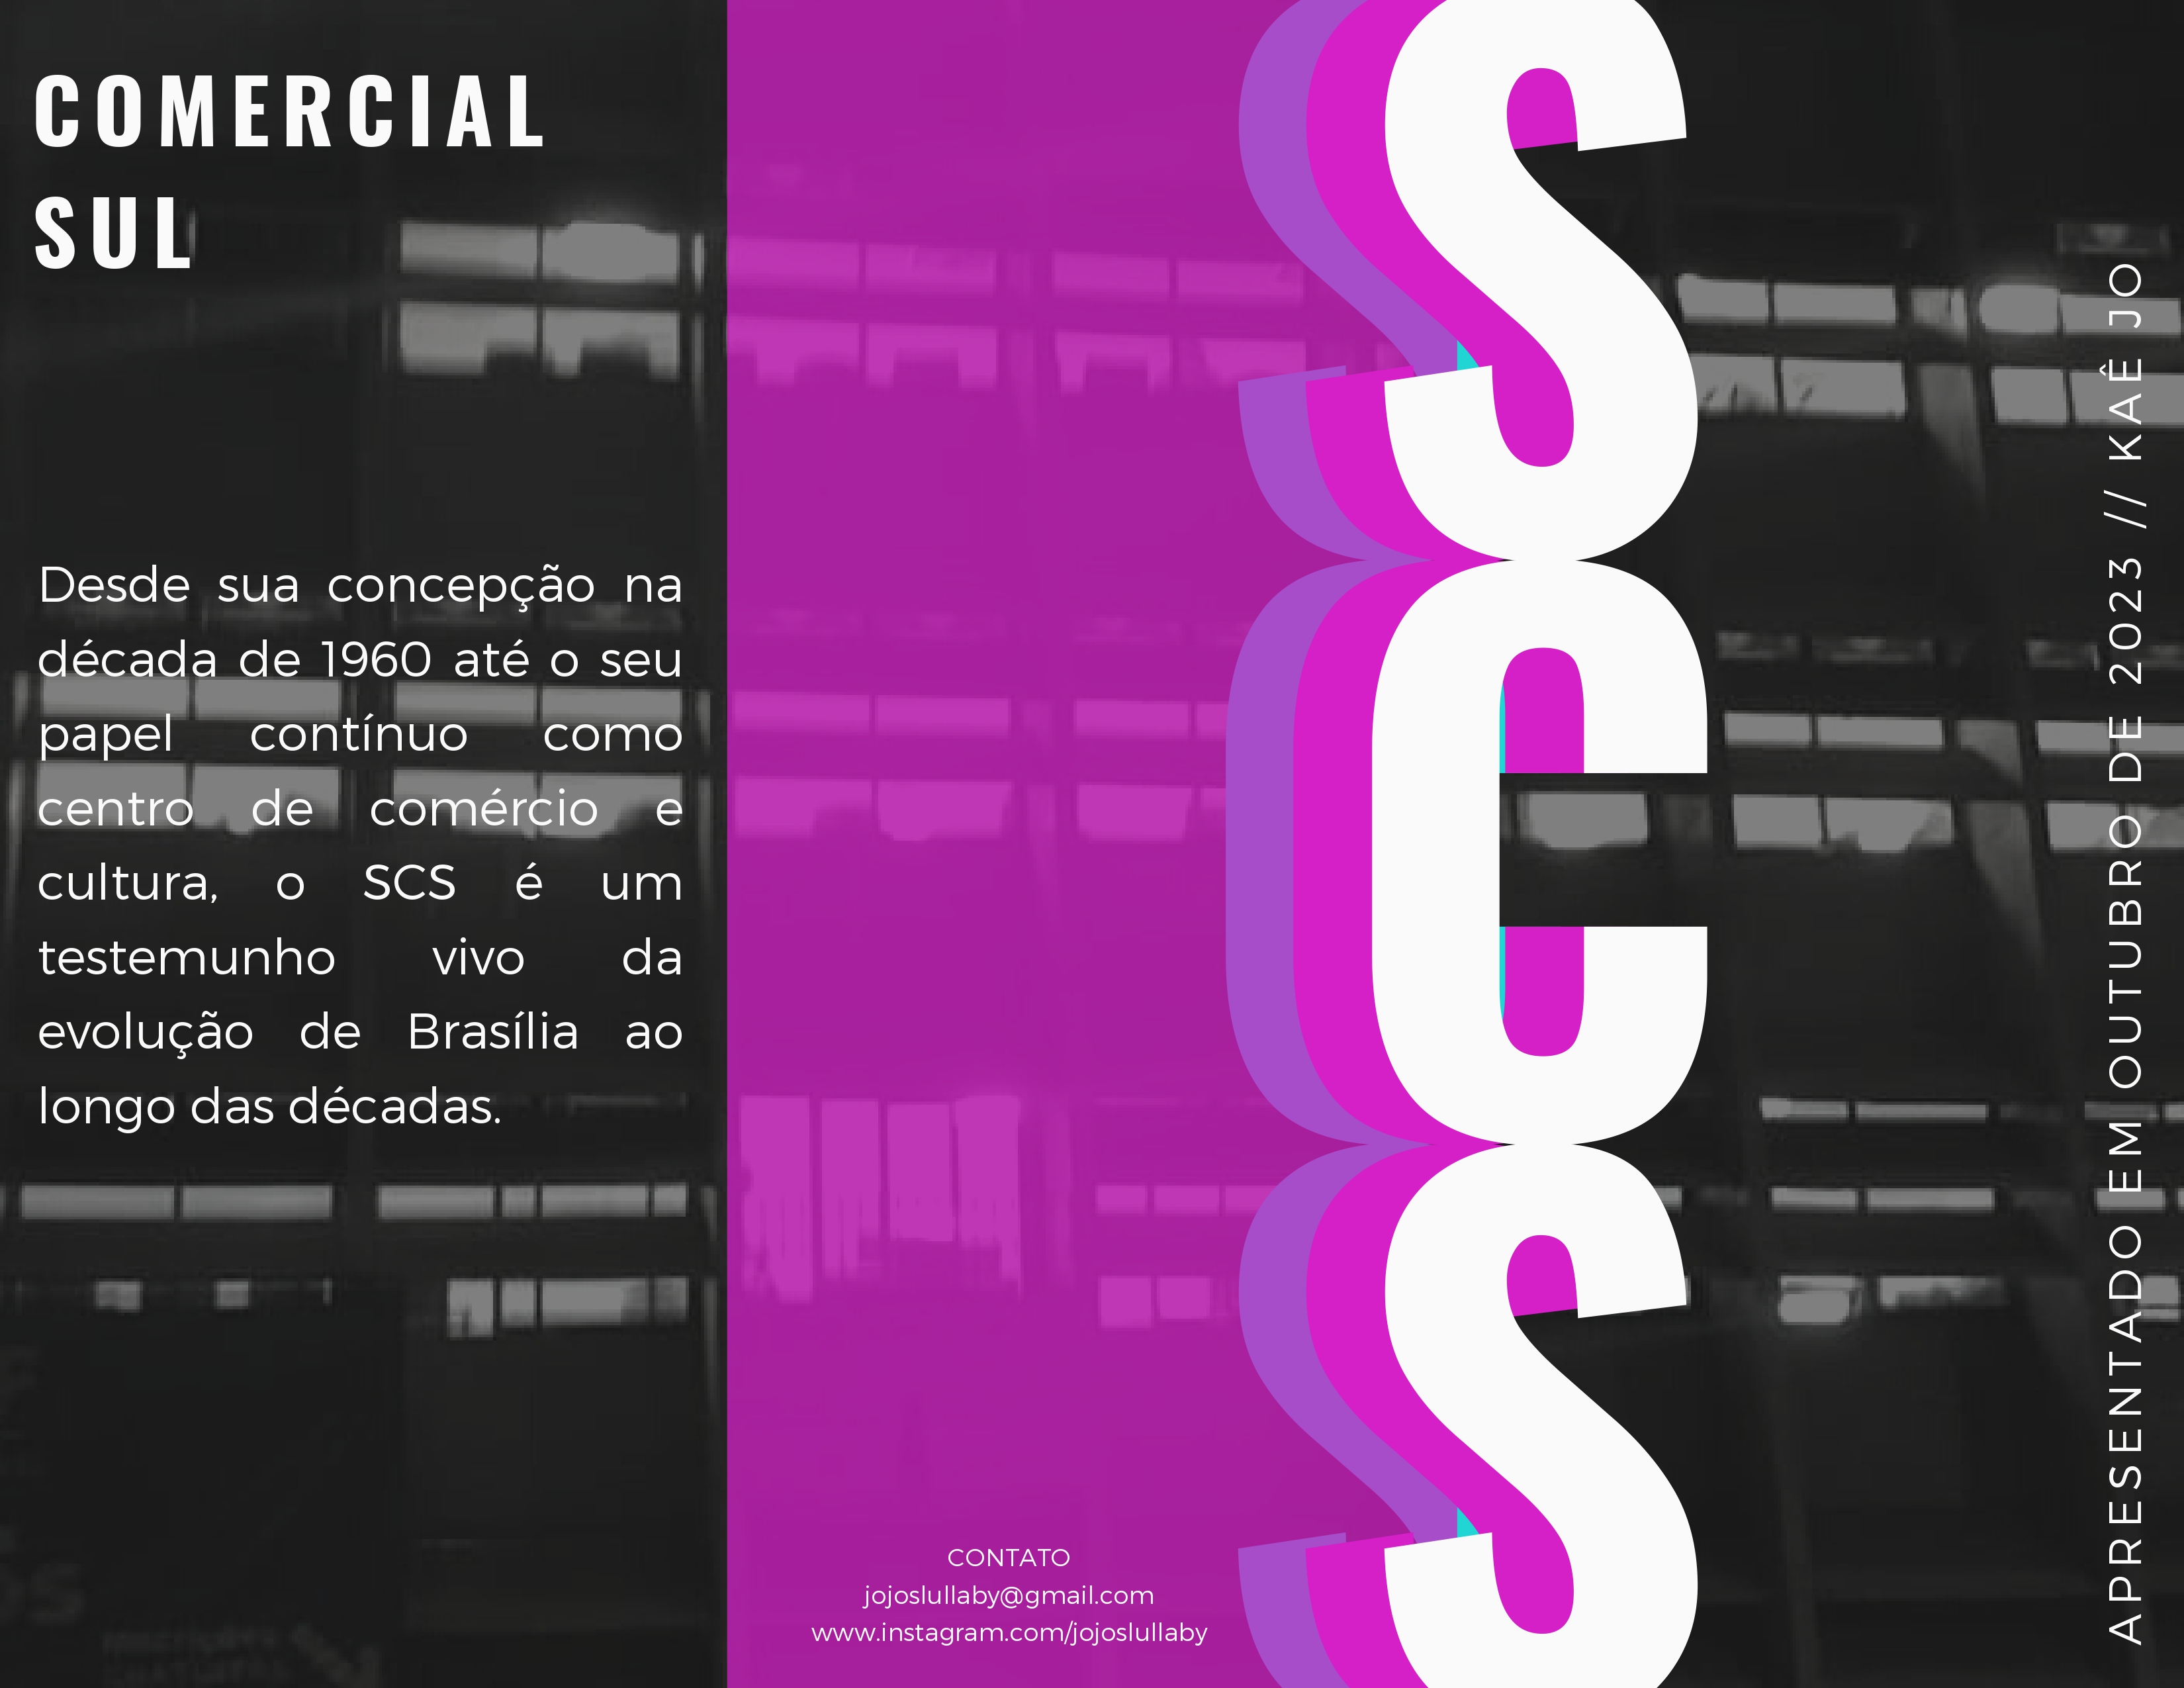 COMERCIAL
SUL
Desde sua concepção na
década de 1960 até o seu
papel contínuo como
centro de comércio e
cultura, o SCS é um
testemunho vivo da
evolução de Brasília ao
longo das décadas.
CONTATO
jojoslullaby@gmail.com
www.instagram.com/jojoslullaby
SCS
APRESENTADO EM OUTUBRO DE 2023 // KAÊ JO